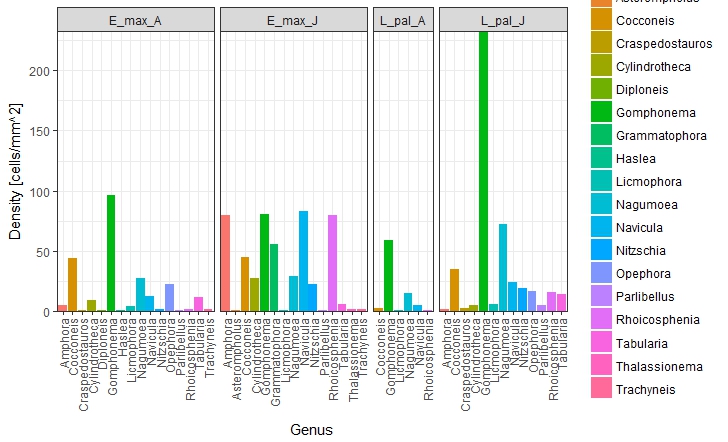 E_max_A
E_max_J
L_pal_A
L_pal_J
Density [cells/mm^2]
200
150
100
50
0
Amphora
Cocconeis
Craspedostauros
Cylindrotheca
Diploneis
Gomphonema
Haslea
Licmophora
Nagumoea
Navicula
Nitzschia
Opephora
Parlibellus
Rhoicosphenia
Tabularia
Trachyneis
Amphora
Asterompholus
Cocconeis
Cylindrotheca
Gomphonema
Grammatophora
Licmophora
Nagumoea
Navicula
Nitzschia
Parlibellus
Rhoicosphenia
Tabularia
Thalassionema
Trachyneis
Cocconeis
Gomphonema
Licmophora
Nagumoea
Navicula
Rhoicosphenia
Amphora
Cocconeis
Craspedostauros
Cylindrotheca
Gomphonema
Licmophora
Nagumoea
Navicula
Nitzschia
Opephora
Parlibellus
Rhoicosphenia
Tabularia
Genus
Cocconeis
Craspedostauros
Cylindrotheca
Diploneis
Gomphonema
Grammatophora
Haslea
Licmophora
Nagumoea
Navicula
Nitzschia
Opephora
Parlibellus
Rhoicosphenia
Tabularia
Thalassionema
Trachyneis